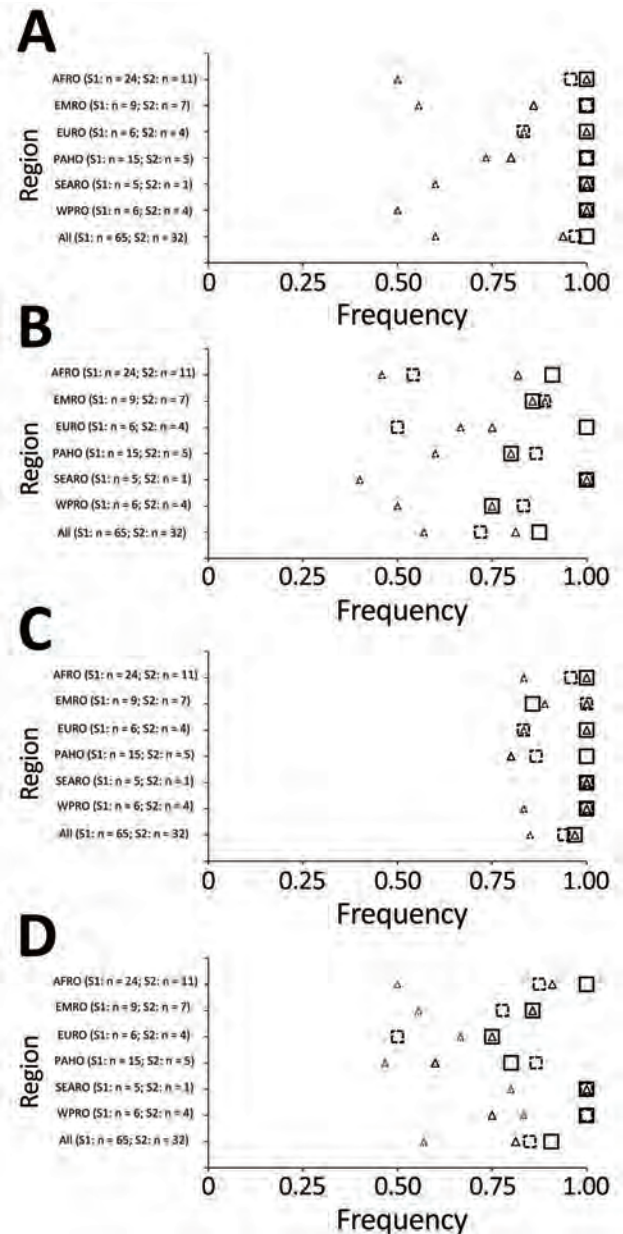 A
Region
AFRO (S1: n = 24; S2: n = 11)
EMRO (S1: n = 9; S2: n = 7)
EURO (S1: n = 6; S2: n = 4)
PAHO (S1: n = 15; S2: n = 5)
SEARO (S1: n = 5; S2: n = 1)
WPRO (S1: n = 6; S2: n = 4)
All (S1: n = 65; S2: n = 32)
0 0.25 0.50 0.75 1.00
Frequency
B
Region
AFRO (S1: n = 24; S2: n = 11)
EMRO (S1: n = 9; S2: n = 7)
EURO (S1: n = 6; S2: n = 4)
PAHO (S1: n = 15; S2: n = 5)
SEARO (S1: n = 5; S2: n = 1)
WPRO (S1: n = 6; S2: n = 4)
All (S1: n = 65; S2: n = 32)
0 0.25 0.50 0.75 1.00
Frequency
C
Region
AFRO (S1: n = 24; S2: n = 11)
EMRO (S1: n = 9; S2: n = 7)
EURO (S1: n = 6; S2: n = 4)
PAHO (S1: n = 15; S2: n = 5)
SEARO (S1: n = 5; S2: n = 1)
WPRO (S1: n = 6; S2: n = 4)
All (S1: n = 65; S2: n = 32)
0 0.25 0.50 0.75 1.00
Frequency
D
Region
AFRO (S1: n = 24; S2: n = 11)
EMRO (S1: n = 9; S2: n = 7)
EURO (S1: n = 6; S2: n = 4)
PAHO (S1: n = 15; S2: n = 5)
SEARO (S1: n = 5; S2: n = 1)
WPRO (S1: n = 6; S2: n = 4)
All (S1: n = 65; S2: n = 32)
0 0.25 0.50 0.75 1.00
Frequency